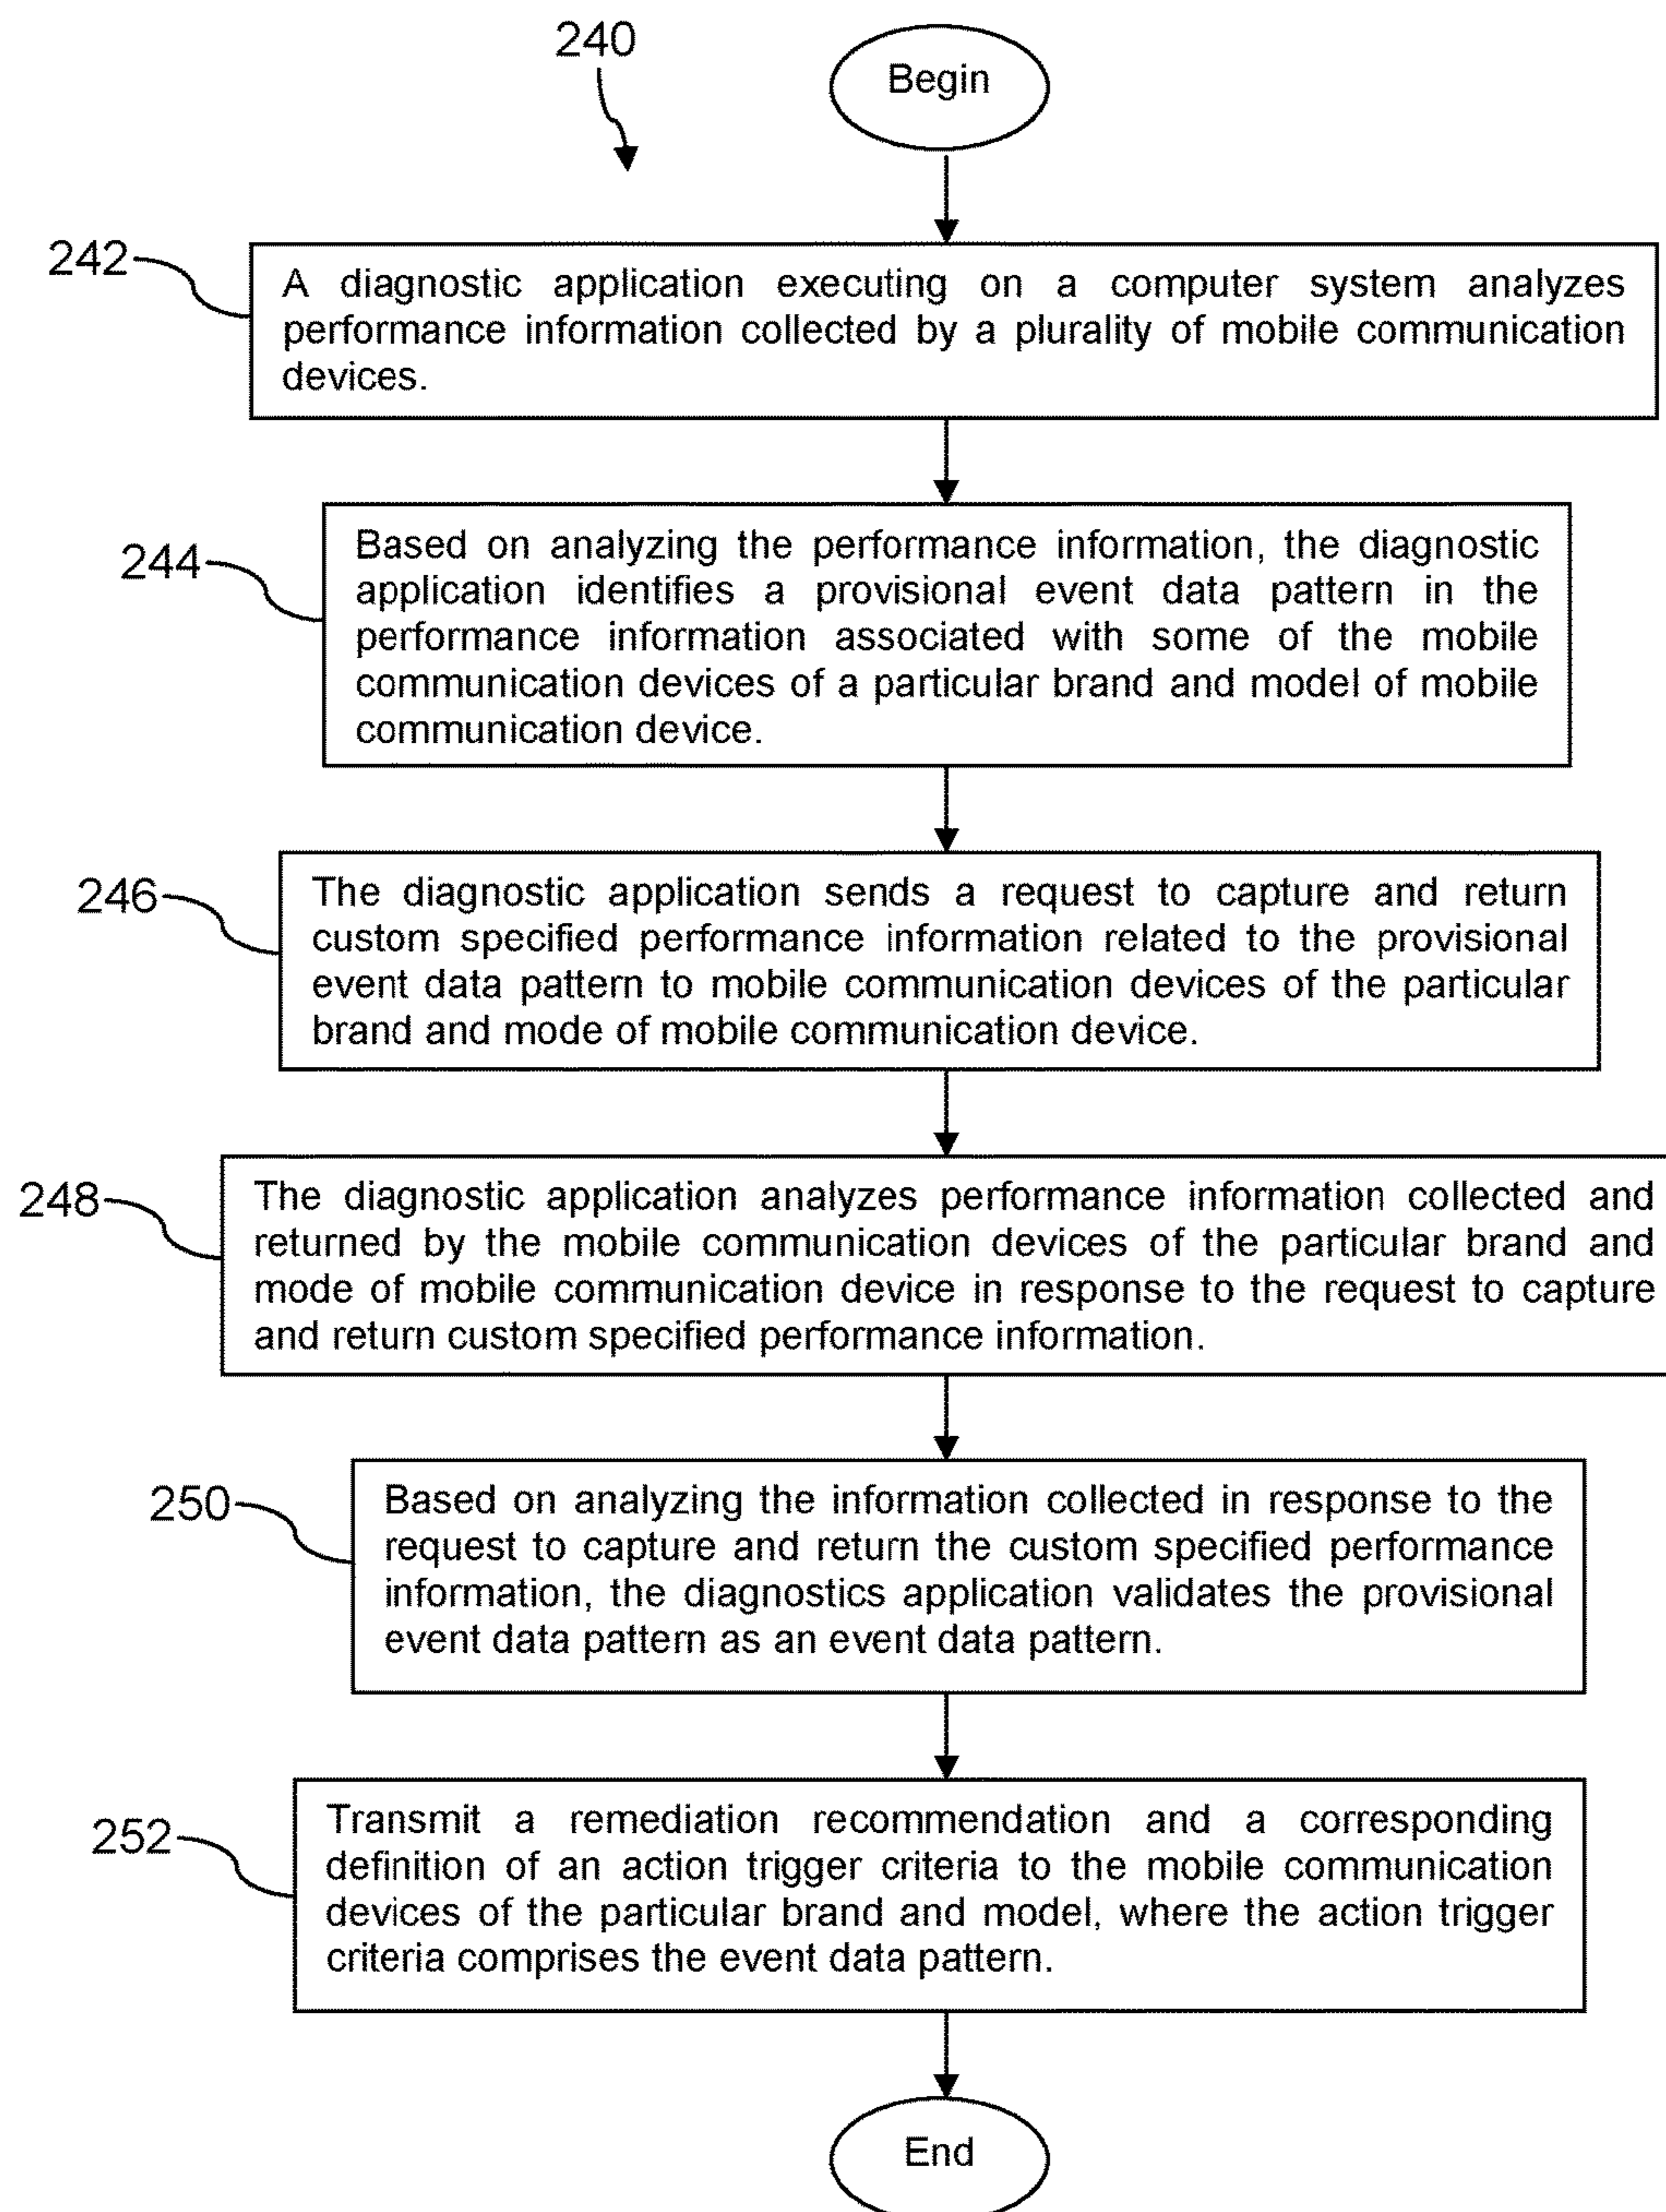 240
Begin
242
A diagnostic application executing on a computer system analyzes
performance information collected by a plurality of mobile communication
devices.
244
Based on analyzing the performance information, the diagnostic
application identifies a provisional event data pattern in the
performance information associated with some of the mobile
communication devices of a particular brand and model of mobile
communication device.
246
The diagnostic application sends a request to capture and return
custom specified performance information related to the provisional
event data pattern to mobile communication devices of the particular
brand and mode of mobile communication device.
248
The diagnostic application analyzes performance information collected and
returned by the mobile communication devices of the particular brand and
mode of mobile communication device in response to the request to capture
and return custom specified performance information.
250
Based on analyzing the information collected in response to the
request to capture and return the custom specified performance
information, the diagnostics application validates the provisional
event data pattern as an event data pattern.
252
Transmit a remediation recommendation and a corresponding
definition of an action trigger criteria to the mobile communication
devices of the particular brand and model, where the action trigger
criteria comprises the event data pattern.
End